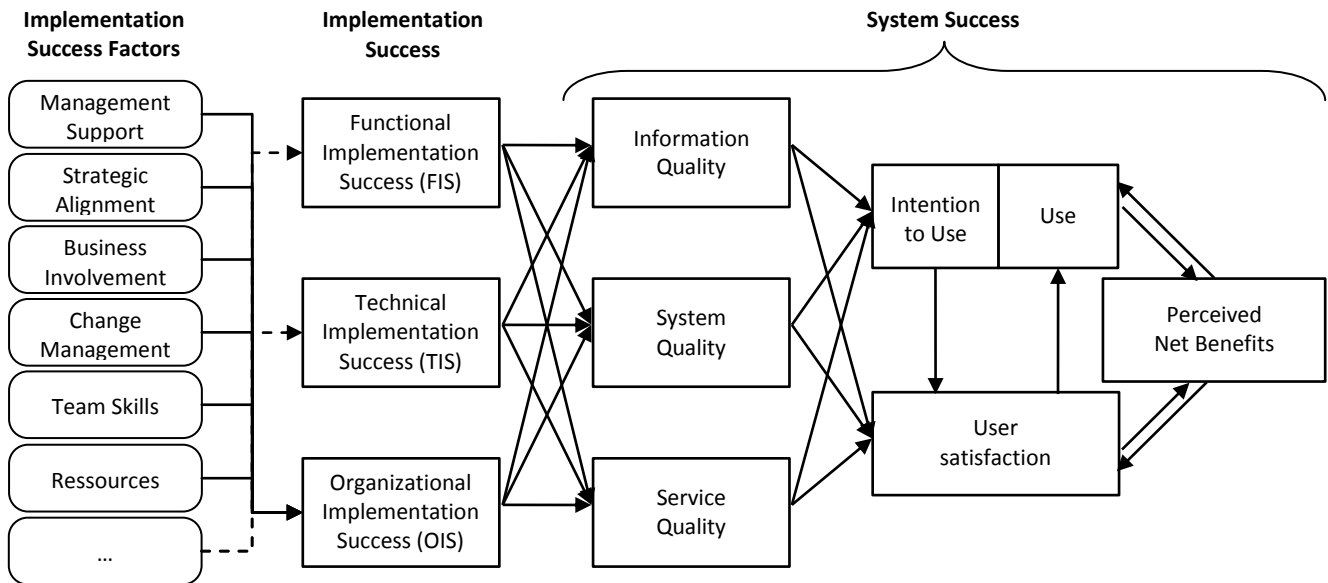 Implementation
Success Factors
Implementation
Success
System Success
Management
Support
Strategic
Alignment
Business
Involvement
Change
Management
Team Skills
Ressources
...
Functional
Implementation
Success (FIS)
Technical
Implementation
Success (TIS)
Organizational
Implementation
Success (OIS)
Information
Quality
System
Quality
Service
Quality
Intention
to Use
Use
User
satisfaction
Perceived
Net Benefits